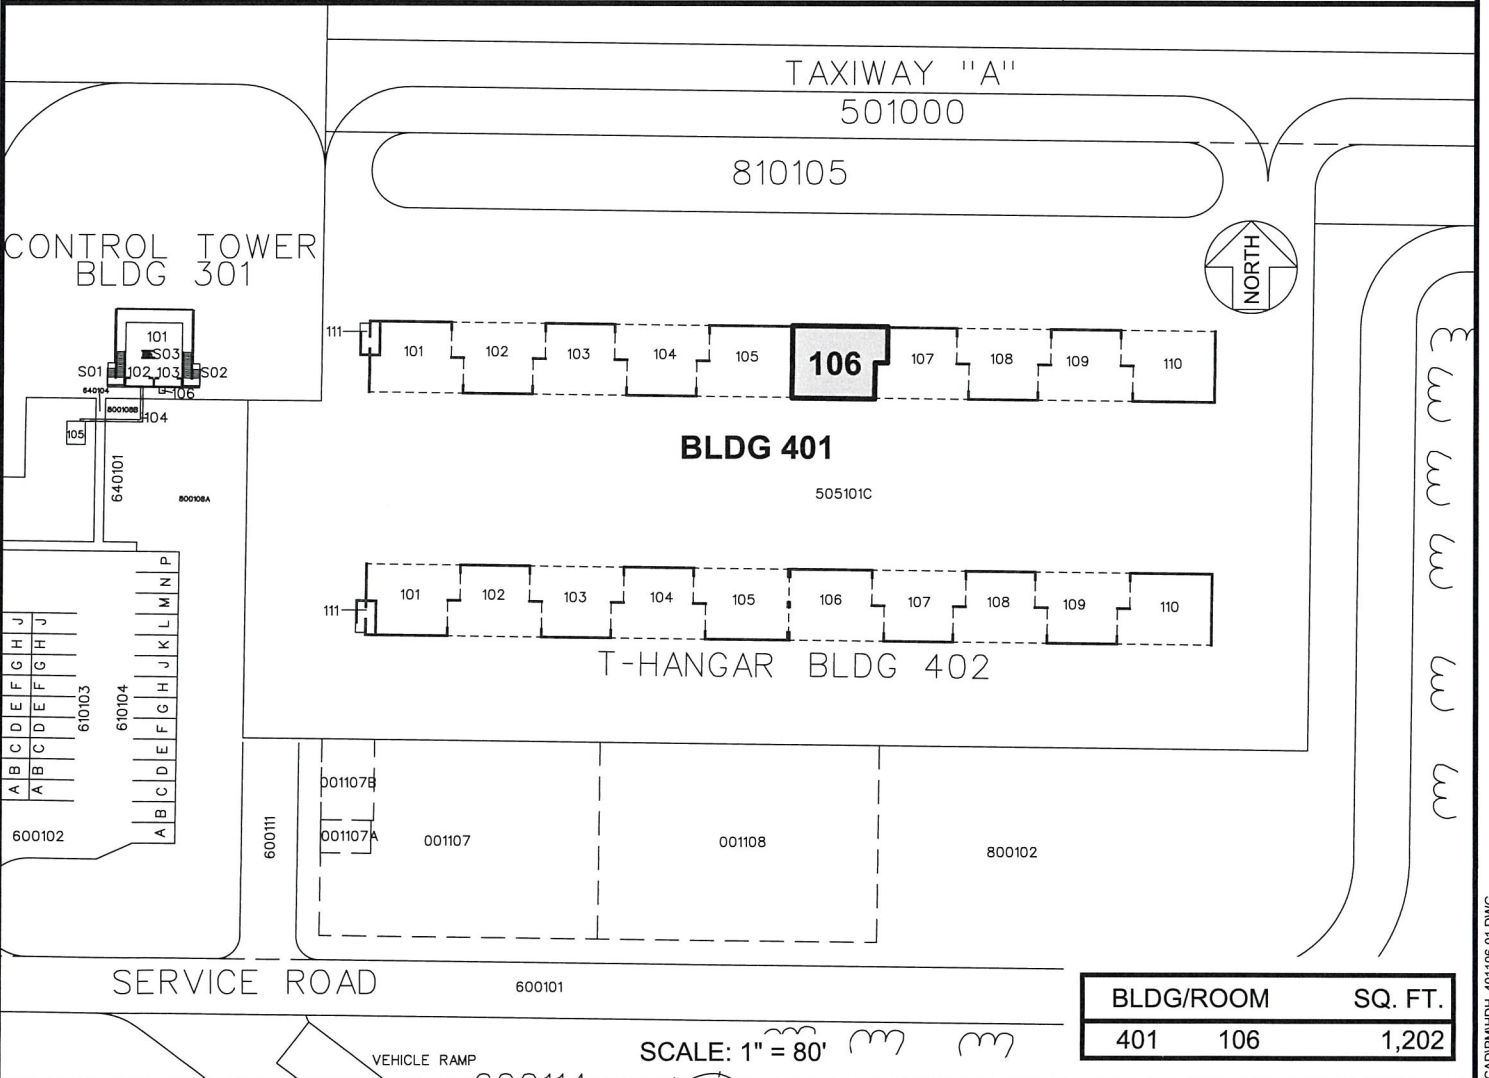 TAXIWAY "A"
501000
810105
CONTROL TOWER
BLDG 301
NORTH
101
S03
S01
102
103
S02
640104
106
800108B
104
105
640101
800108A
111
101
102
103
104
105
106
107
108
109
110
BLDG 401
505101C
111
101
102
103
104
105
106
107
108
109
110
T-HANGAR BLDG 402
A B C D E F G H J
A B C D E F G H J
610103
610104
A B C D E F G H J K L M N P
600102
600111
001107B
001107A
001107
001108
800102
SERVICE ROAD
600101
VEHICLE RAMP
SCALE: 1" = 80'
BLDG/ROOM SQ. FT.
401 106 1,202